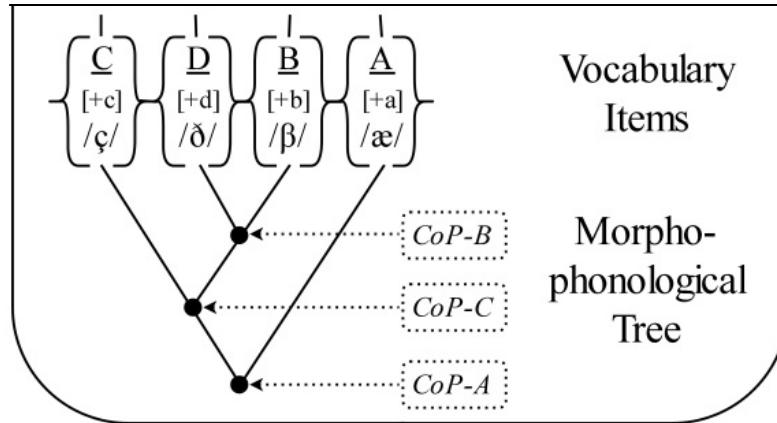 C D B A
[+c] [+d] [+b] [+a]
/ç/ /ð/ /β/ /æ/
Vocabulary
Items
CoP-B
CoP-C
CoP-A
Morpho-
phonological
Tree